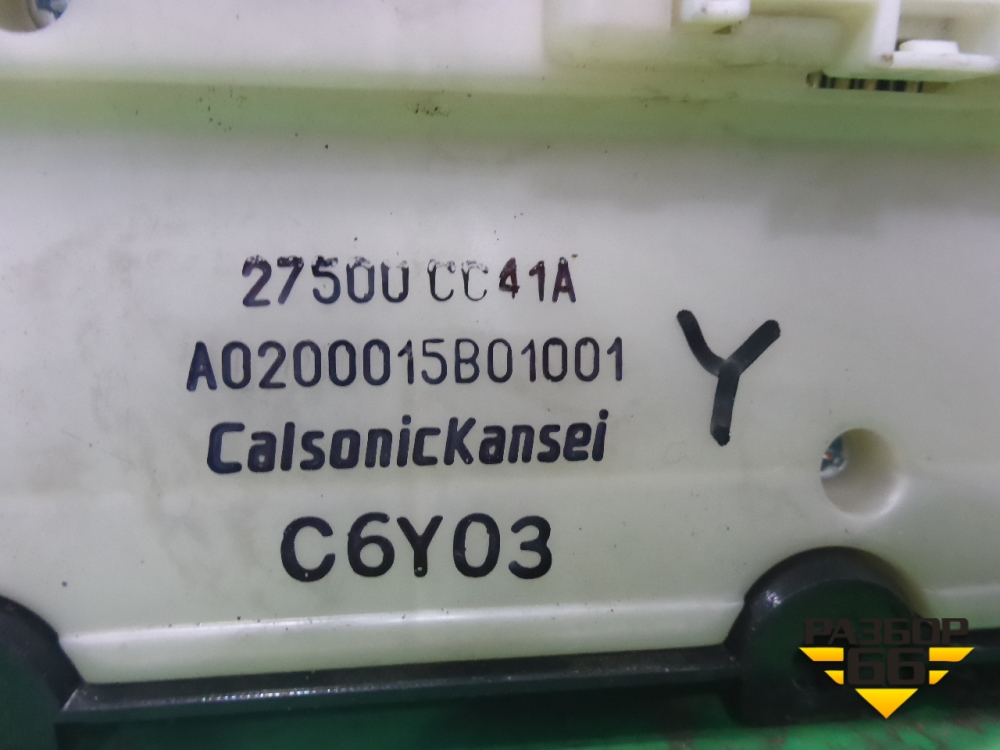 27500 CC41A
A0200015B01001
CalsonicKansei
C6Y03
Y
РАЗБОР
66